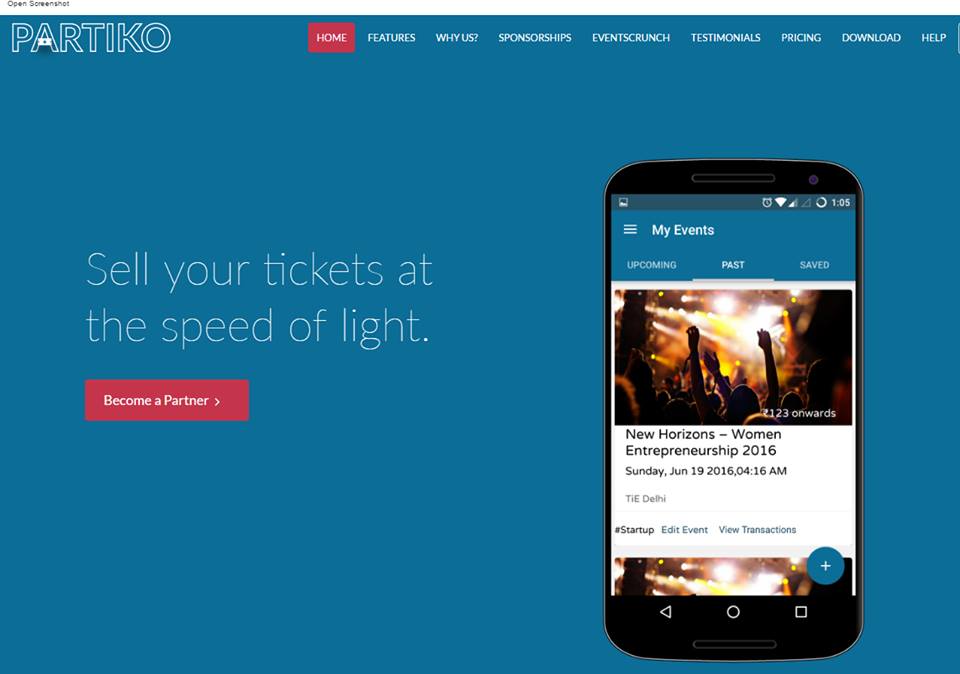 Open Screenshot
PARTIKO
HOME FEATURES WHY US? SPONSORSHIPS EVENTSCRUNCH TESTIMONIALS PRICING DOWNLOAD HELP
Sell your tickets at
the speed of light.
Become a Partner >
1:05
My Events
UPCOMING PAST SAVED
₹123 onwards
New Horizons – Women
Entrepreneurship 2016
Sunday, Jun 19 2016,04:16 AM
TiE Delhi
#Startup Edit Event View Transactions
+